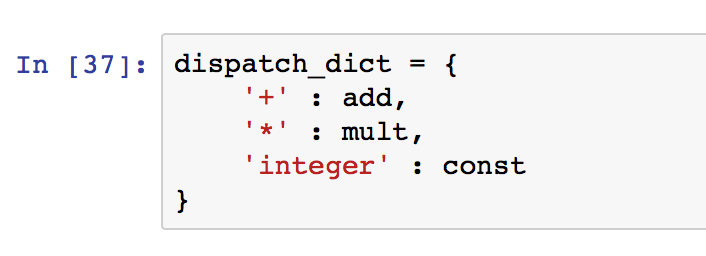 In [37]: dispatch_dict = {
    '+' : add,
    '*' : mult,
    'integer' : const
}